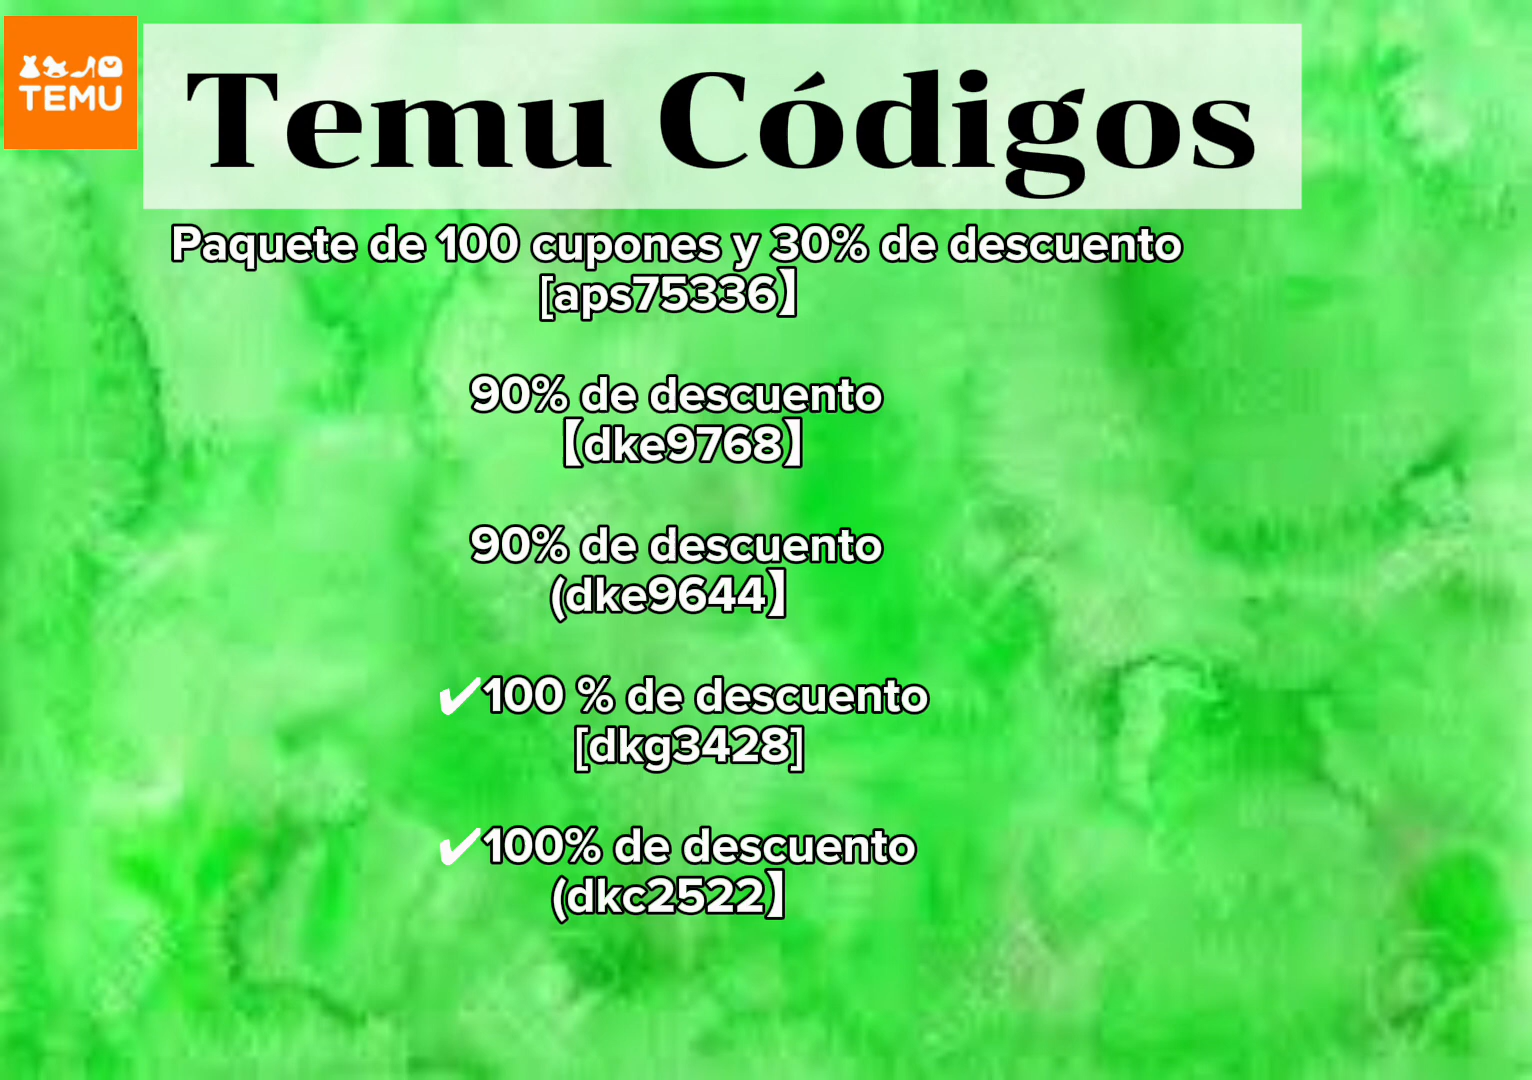 TEMU
Temu Códigos
Paquete de 100 cupones y 30% de descuento
[aps75336】
90% de descuento
【dke9768】
90% de descuento
(dke9644】
✔100 % de descuento
[dkg3428]
✔100% de descuento
(dkc2522】